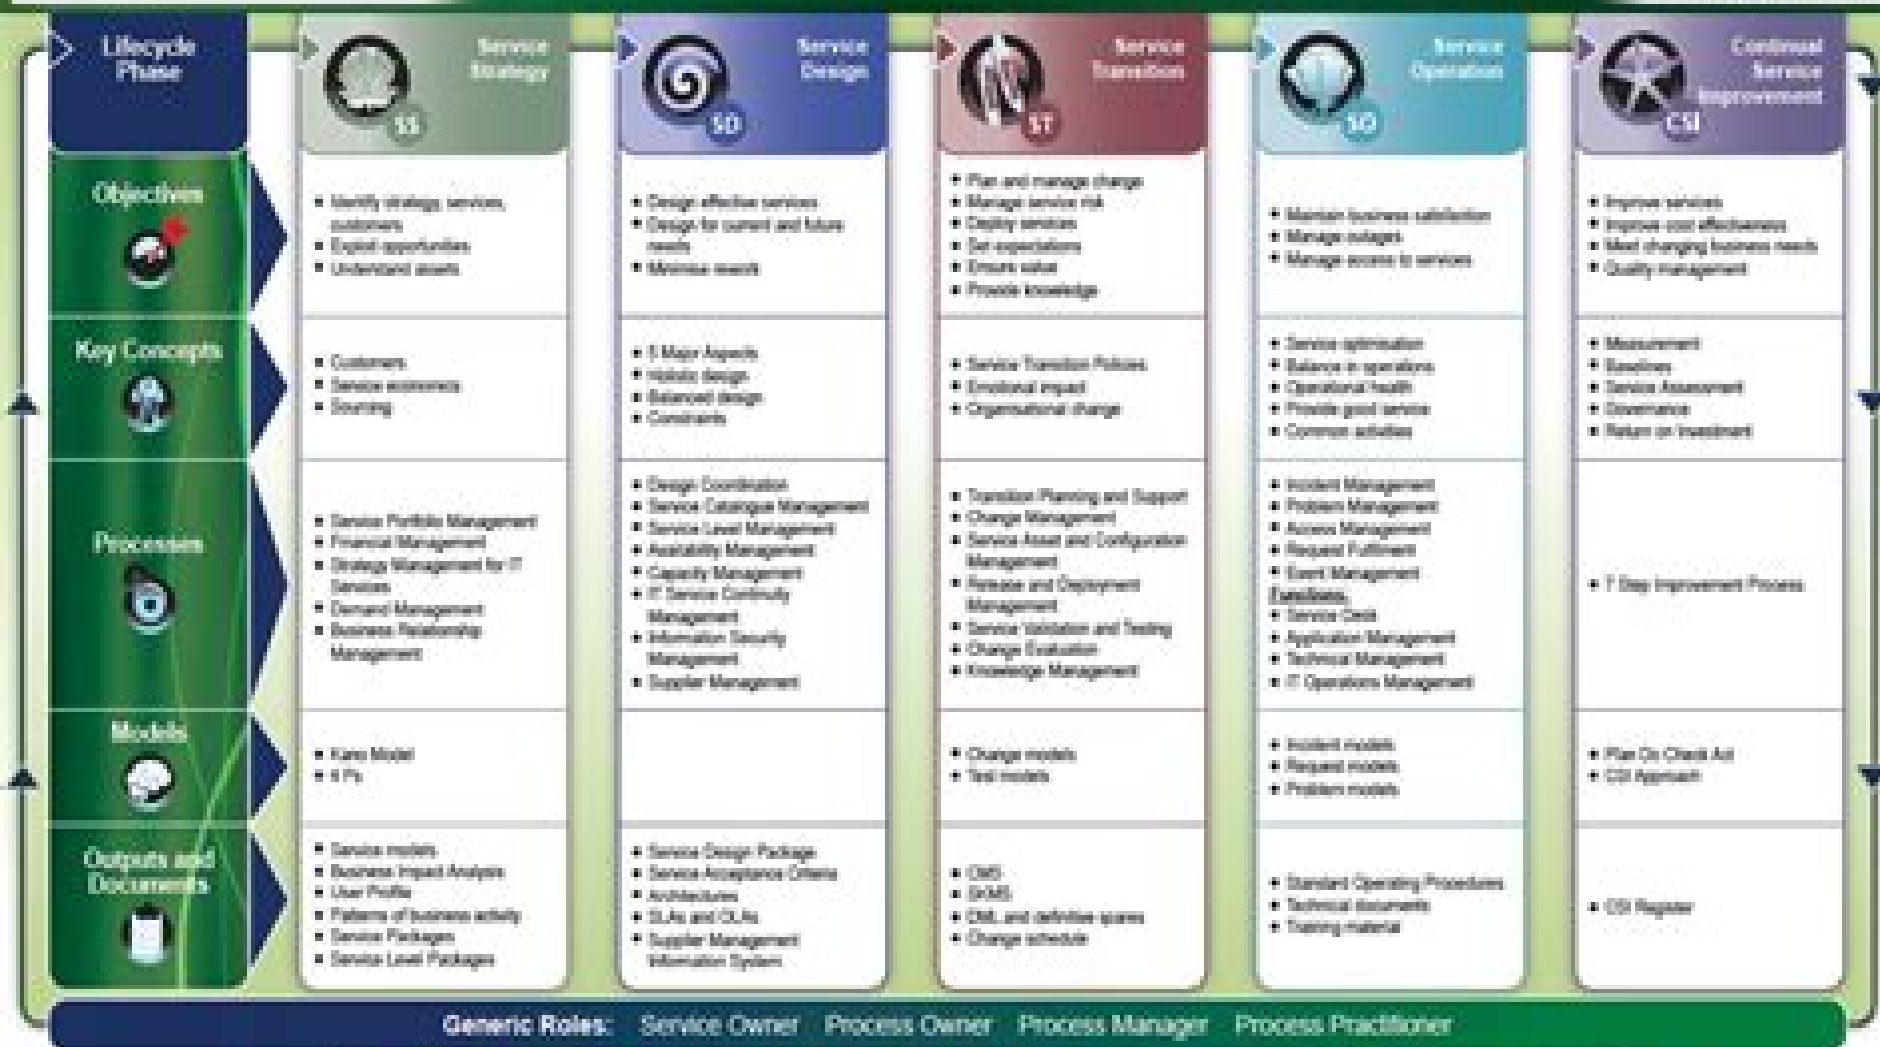 Lifecycle
Phase
Service
Strategy
SS
Service
Design
SD
Service
Transition
ST
Service
Operation
SO
Continual
Service
Improvement
CSI
Objectives
• Identify strategy, services,
customers
• Exploit opportunities
• Understand assets
• Design effective services
• Design for current and future
needs
• Minimise rework
• Plan and manage change
• Manage service risk
• Deploy services
• Set expectations
• Ensure value
• Provide knowledge
• Maintain business satisfaction
• Manage outages
• Manage access to services
• Improve services
• Improve cost effectiveness
• Meet changing business needs
• Quality management
Key Concepts
• Customers
• Service economics
• Sourcing
• 5 Major Aspects
• Holistic design
• Balanced design
• Constraints
• Service Transition Policies
• Emotional impact
• Organisational change
• Service optimisation
• Balance in operations
• Operational health
• Provide good service
• Common activities
• Measurement
• Baselines
• Service Assessment
• Governance
• Return on Investment
Processes
• Service Portfolio Management
• Financial Management
• Strategy Management for IT
Services
• Demand Management
• Business Relationship
Management
• Design Coordination
• Service Catalogue Management
• Service Level Management
• Availability Management
• Capacity Management
• IT Service Continuity
Management
• Information Security
Management
• Supplier Management
• Transition Planning and Support
• Change Management
• Service Asset and Configuration
Management
• Release and Deployment
Management
• Service Validation and Testing
• Change Evaluation
• Knowledge Management
• Incident Management
• Problem Management
• Access Management
• Request Fulfilment
• Event Management
Functions
• Service Desk
• Application Management
• Technical Management
• IT Operations Management
• 7 Step Improvement Process
Models
• Kano Model
• Ps
• Change models
• Test models
• Incident models
• Request models
• Problem models
• Plan Do Check Act
• CSI Approach
Outputs and
Documents
• Service models
• Business Impact Analysis
• User Profile
• Patterns of business activity
• Service Packages
• Service Level Packages
• Service Design Package
• Service Acceptance Criteria
• Architectures
• SLAs and OLAs
• Supplier Management
Information System
• CMS
• SKMS
• DML and definitive spares
• Change schedule
• Standard Operating Procedures
• Technical documents
• Training material
• CSI Register
Generic Roles: Service Owner Process Owner Process Manager Process Practitioner